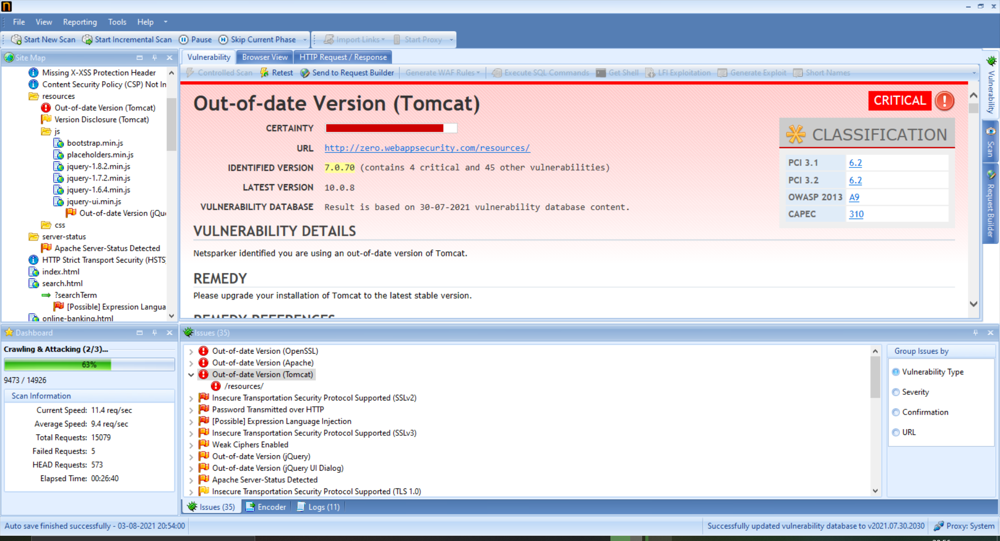 File View Reporting Tools Help
Start New Scan Start Incremental Scan Pause Skip Current Phase Import Links Start Proxy
Site Map
Missing X-XSS Protection Header
Content Security Policy (CSP) Not In
resources
Out-of-date Version (Tomcat)
Version Disclosure (Tomcat)
js
bootstrap.min.js
placeholders.min.js
jquery-1.8.2.min.js
jquery-1.7.2.min.js
jquery-1.6.4.min.js
jquery-ui.min.js
Out-of-date Version (jQu
css
server-status
Apache Server-Status Detected
HTTP Strict Transport Security (HSTS
index.html
search.html
?searchTerm
[Possible] Expression Langua
online-banking.html
Vulnerability Browser View HTTP Request / Response
Controlled Scan Retest Send to Request Builder Generate WAF Rules Execute SQL Commands Get Shell LFI Exploitation Generate Exploit Short Names
Out-of-date Version (Tomcat)
CRITICAL
CERTAINTY
URL http://zero.webappsecurity.com/resources/
IDENTIFIED VERSION 7.0.70 (contains 4 critical and 45 other vulnerabilities)
LATEST VERSION 10.0.8
VULNERABILITY DATABASE Result is based on 30-07-2021 vulnerability database content.
CLASSIFICATION
PCI 3.1 6.2
PCI 3.2 6.2
OWASP 2013 A9
CAPEC 310
VULNERABILITY DETAILS
Netsparker identified you are using an out-of-date version of Tomcat.
REMEDY
Please upgrade your installation of Tomcat to the latest stable version.
REMEDY REFERENCES
Vulnerability
Scan
Request Builder
Dashboard
Crawling & Attacking (2/3)...
63%
9473 / 14926
Scan Information
Current Speed: 11.4 req/sec
Average Speed: 9.4 req/sec
Total Requests: 15079
Failed Requests: 5
HEAD Requests: 573
Elapsed Time: 00:26:40
Issues (35)
Out-of-date Version (OpenSSL)
Out-of-date Version (Apache)
Out-of-date Version (Tomcat)
/resources/
Insecure Transportation Security Protocol Supported (SSLv2)
Password Transmitted over HTTP
[Possible] Expression Language Injection
Insecure Transportation Security Protocol Supported (SSLv3)
Weak Ciphers Enabled
Out-of-date Version (jQuery)
Out-of-date Version (jQuery UI Dialog)
Apache Server-Status Detected
Insecure Transportation Security Protocol Supported (TLS 1.0)
Group Issues by
Vulnerability Type
Severity
Confirmation
URL
Issues (35) Encoder Logs (11)
Auto save finished successfully - 03-08-2021 20:54:00
Successfully updated vulnerability database to v2021.07.30.2030 Proxy: System